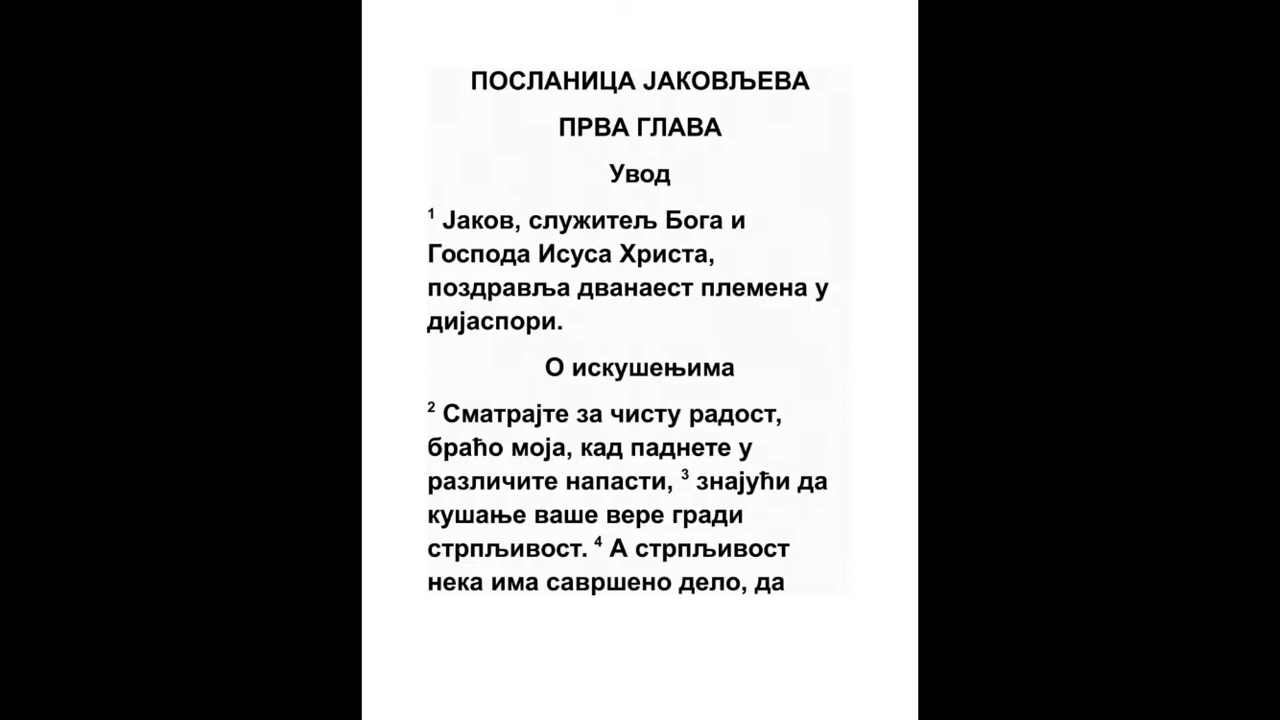 ПОСЛАНИЦА ЈАКОВЉЕВА
ПРВА ГЛАВА
Увод
¹ Јаков, служитељ Бога и
Господа Исуса Христа,
поздравља дванаест племена у
дијаспори.
О искушењима
² Сматрајте за чисту радост,
браћо моја, кад паднете у
различите напасти, ³ знајући да
кушање ваше вере гради
стрпљивост. ⁴ А стрпљивост
нека има савршено дело, да